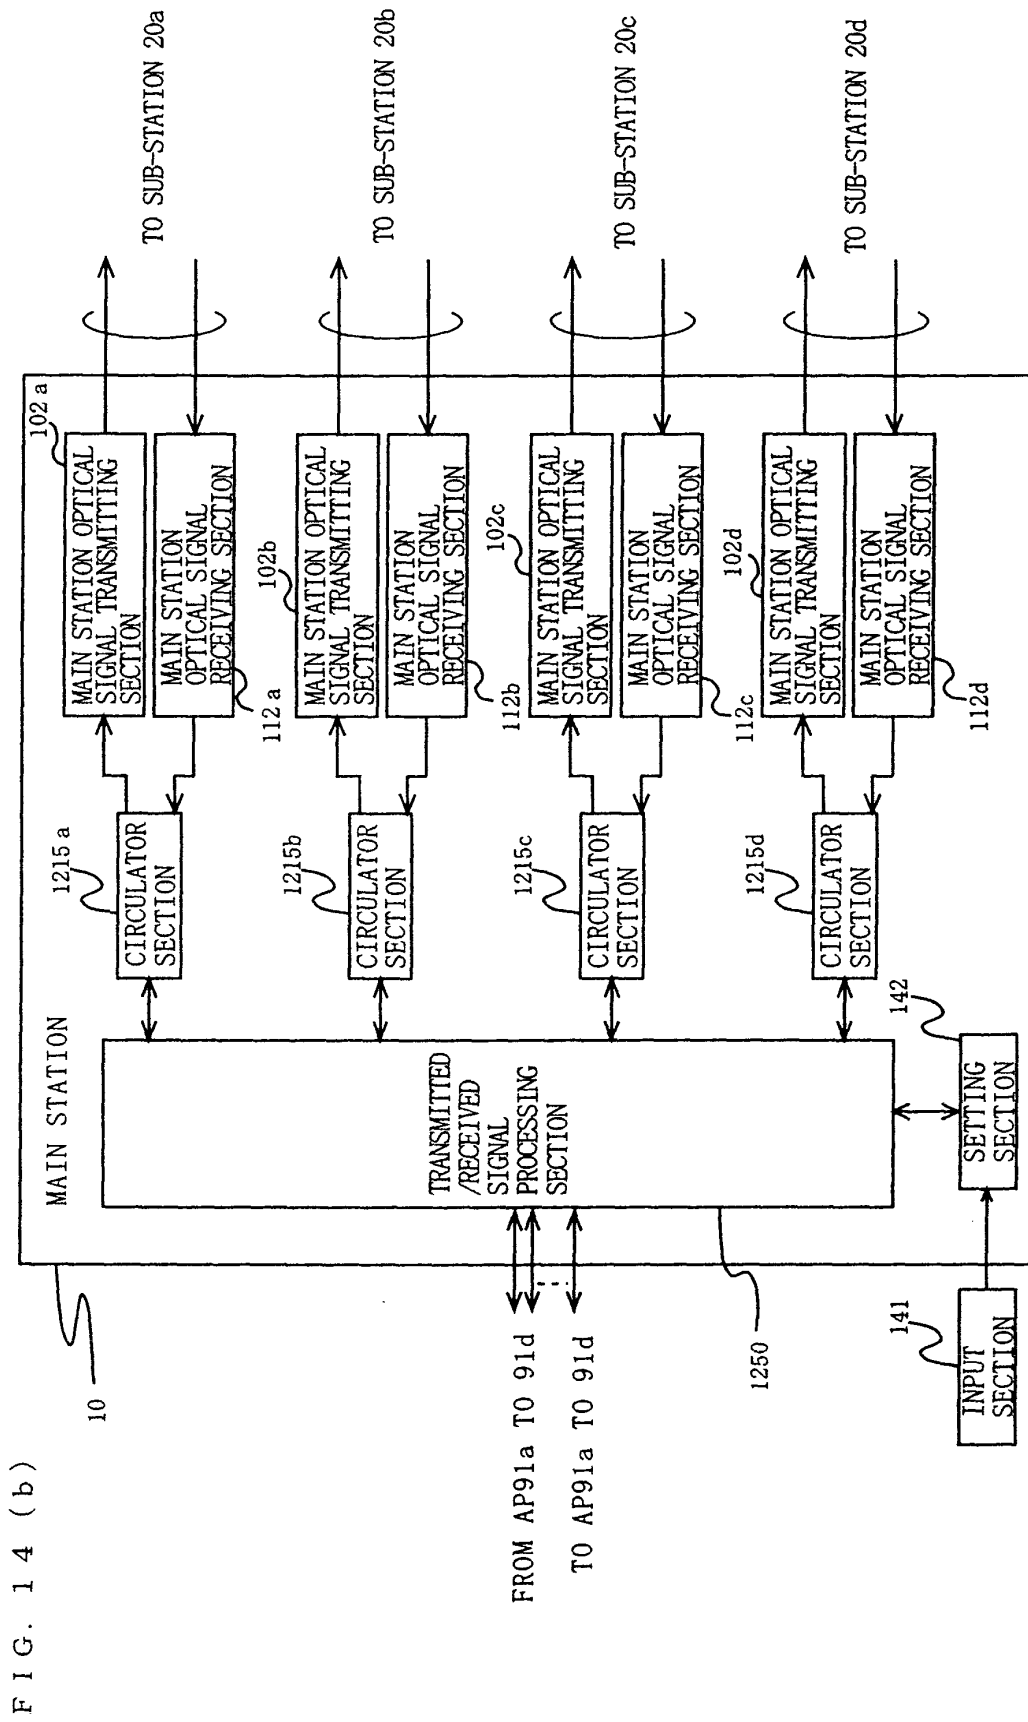 FIG. 14 (b)
10
MAIN STATION
FROM AP91a TO 91d
TO AP91a TO 91d
TRANSMITTED
/RECEIVED
SIGNAL
PROCESSING
SECTION
1250
141
INPUT
SECTION
142
SETTING
SECTION
1215a
CIRCULATOR
SECTION
102a
MAIN STATION OPTICAL
SIGNAL TRANSMITTING
SECTION
MAIN STATION
OPTICAL SIGNAL
RECEIVING SECTION
112a
TO SUB-STATION 20a
1215b
CIRCULATOR
SECTION
102b
MAIN STATION OPTICAL
SIGNAL TRANSMITTING
SECTION
MAIN STATION
OPTICAL SIGNAL
RECEIVING SECTION
112b
TO SUB-STATION 20b
1215c
CIRCULATOR
SECTION
102c
MAIN STATION OPTICAL
SIGNAL TRANSMITTING
SECTION
MAIN STATION
OPTICAL SIGNAL
RECEIVING SECTION
112c
TO SUB-STATION 20c
1215d
CIRCULATOR
SECTION
102d
MAIN STATION OPTICAL
SIGNAL TRANSMITTING
SECTION
MAIN STATION
OPTICAL SIGNAL
RECEIVING SECTION
112d
TO SUB-STATION 20d